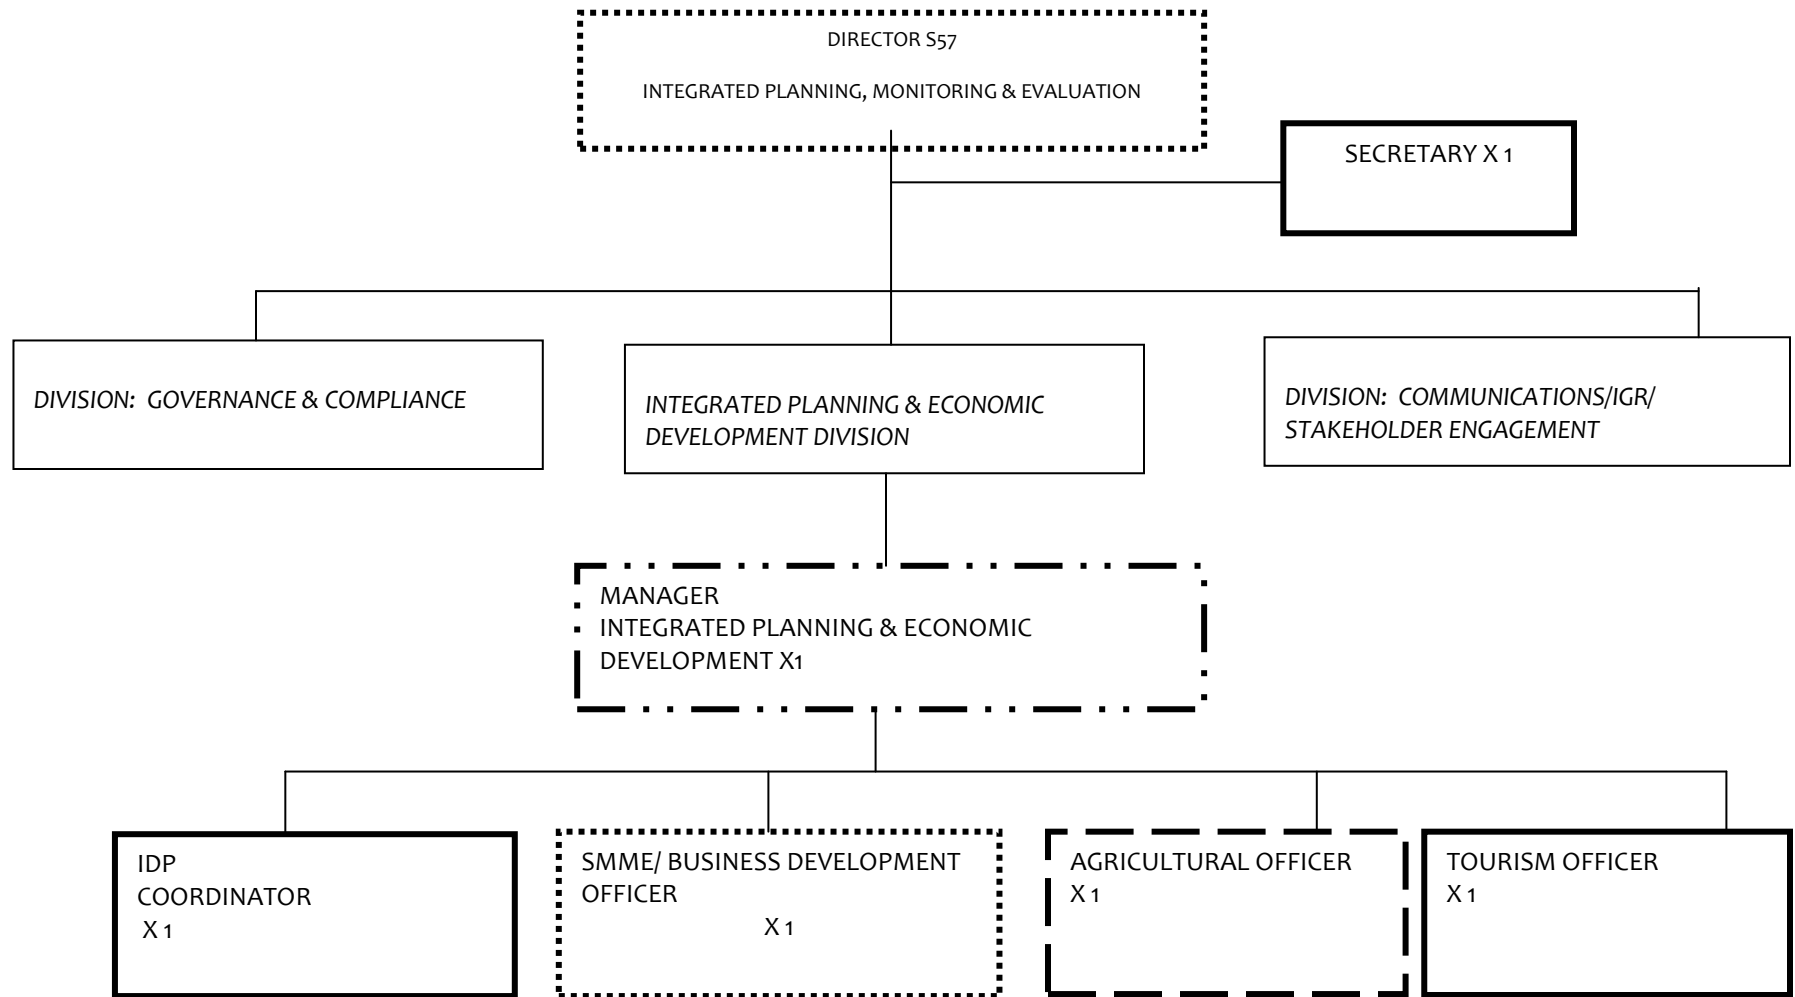 DIRECTOR S57
INTEGRATED PLANNING, MONITORING & EVALUATION
SECRETARY X 1
DIVISION: GOVERNANCE & COMPLIANCE
INTEGRATED PLANNING & ECONOMIC
DEVELOPMENT DIVISION
DIVISION: COMMUNICATIONS/IGR/
STAKEHOLDER ENGAGEMENT
MANAGER
INTEGRATED PLANNING & ECONOMIC
DEVELOPMENT X1
IDP
COORDINATOR
X 1
SMME/ BUSINESS DEVELOPMENT
OFFICER
X 1
AGRICULTURAL OFFICER
X 1
TOURISM OFFICER
X 1